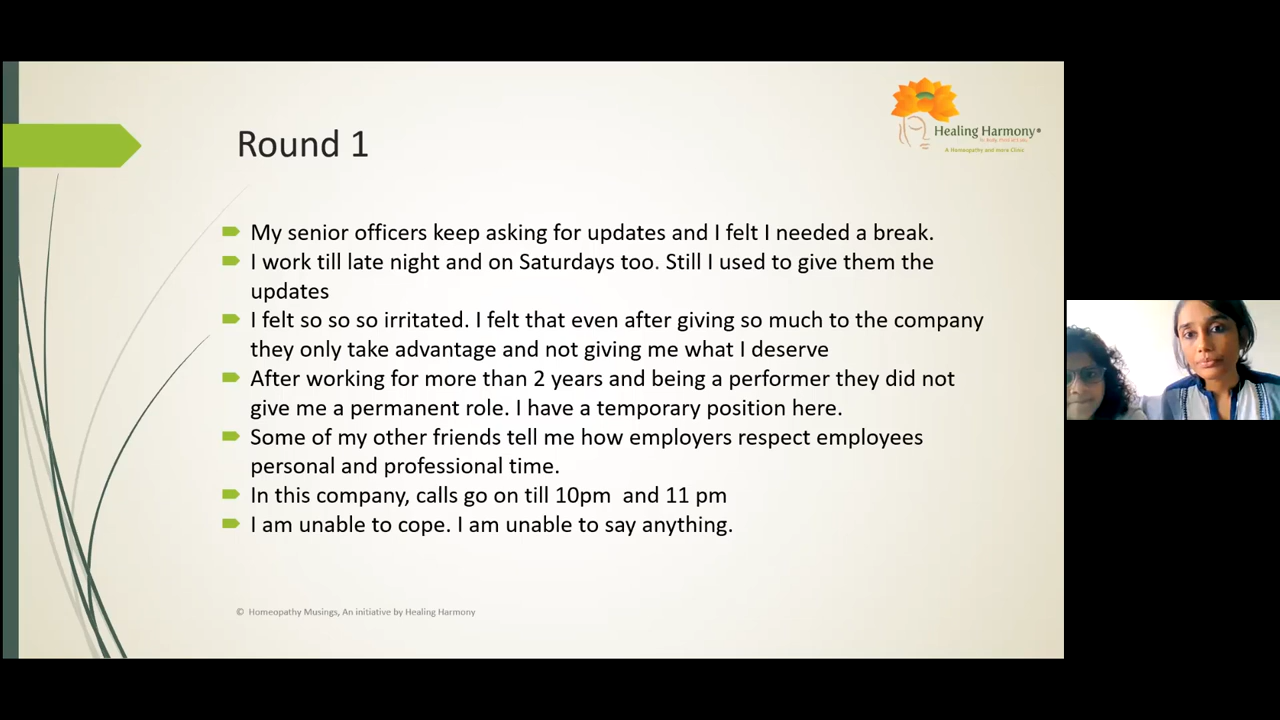 Healing Harmony®
A Homeopathy and more Clinic
Round 1
My senior officers keep asking for updates and I felt I needed a break.
I work till late night and on Saturdays too. Still I used to give them the
updates
I felt so so so irritated. I felt that even after giving so much to the company
they only take advantage and not giving me what I deserve
After working for more than 2 years and being a performer they did not
give me a permanent role. I have a temporary position here.
Some of my other friends tell me how employers respect employees
personal and professional time.
In this company, calls go on till 10pm  and 11 pm
I am unable to cope. I am unable to say anything.
© Homeopathy Musings, An initiative by Healing Harmony